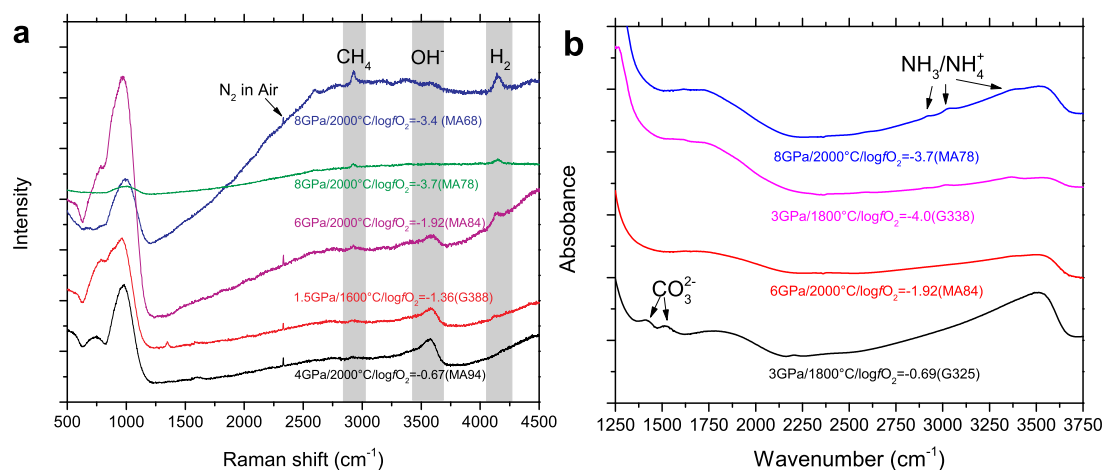 a
CH₄
OH⁻
H₂
N₂ in Air
8GPa/2000°C/logfO₂=-3.4 (MA68)
8GPa/2000°C/logfO₂=-3.7(MA78)
6GPa/2000°C/logfO₂=-1.92(MA84)
1.5GPa/1600°C/logfO₂=-1.36(G388)
4GPa/2000°C/logfO₂=-0.67(MA94)
Intensity
500 1000 1500 2000 2500 3000 3500 4000 4500
Raman shift (cm⁻¹)
b
NH₃/NH₄⁺
8GPa/2000°C/logfO₂=-3.7(MA78)
3GPa/1800°C/logfO₂=-4.0(G338)
6GPa/2000°C/logfO₂=-1.92(MA84)
CO₃²⁻
3GPa/1800°C/logfO₂=-0.69(G325)
Absobance
1250 1500 1750 2000 2250 2500 2750 3000 3250 3500 3750
Wavenumber (cm⁻¹)